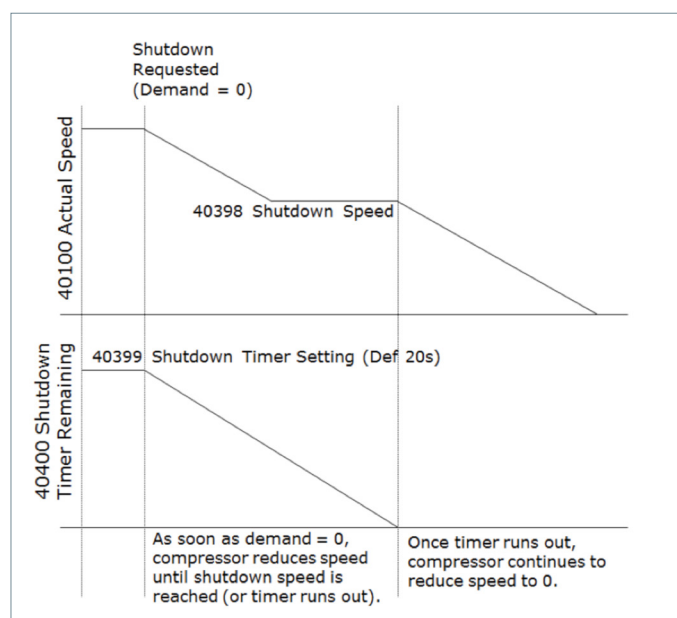 Shutdown
Requested
(Demand = 0)
40100 Actual Speed
40398 Shutdown Speed
40399 Shutdown Timer Setting (Def 20s)
40400 Shutdown
Timer Remaining
As soon as demand = 0,
compressor reduces speed
until shutdown speed is
reached (or timer runs out).
Once timer runs out,
compressor continues to
reduce speed to 0.